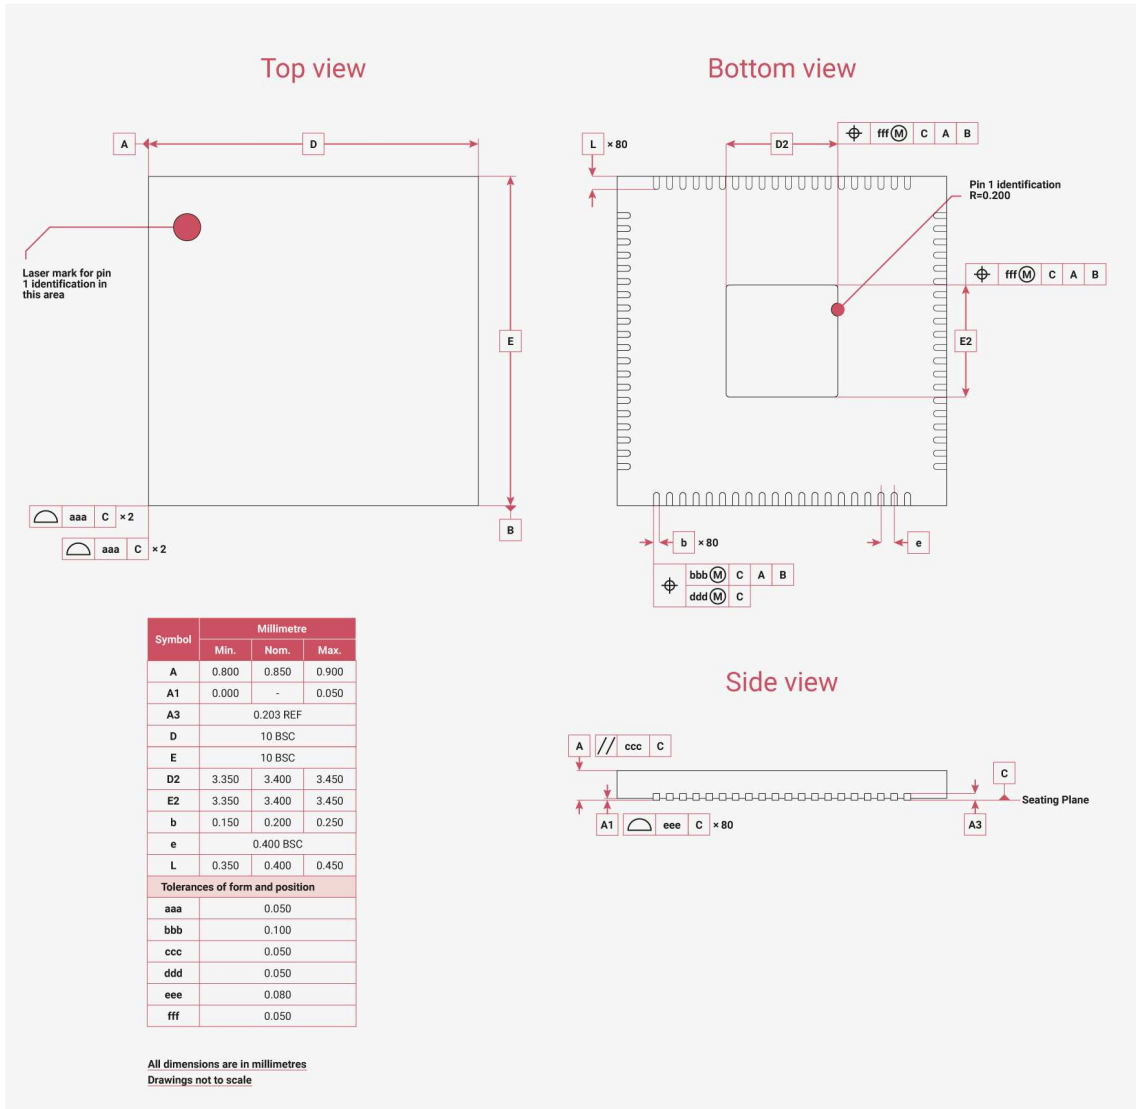 Top view
Bottom view
A
D
L × 80
D2
fff M C A B
Pin 1 identification
R=0.200
Laser mark for pin
1 identification in
this area
fff M C A B
E
E2
aaa C × 2
B
aaa C × 2
b × 80
e
bbb M C A B
ddd M C
Symbol Millimetre
Min. Nom. Max.
A 0.800 0.850 0.900
A1 0.000 - 0.050
A3 0.203 REF
D 10 BSC
E 10 BSC
D2 3.350 3.400 3.450
E2 3.350 3.400 3.450
b 0.150 0.200 0.250
e 0.400 BSC
L 0.350 0.400 0.450
Tolerances of form and position
aaa 0.050
bbb 0.100
ccc 0.050
ddd 0.050
eee 0.080
fff 0.050
Side view
A // ccc C
C
Seating Plane
A1 eee C × 80
A3
All dimensions are in millimetres
Drawings not to scale